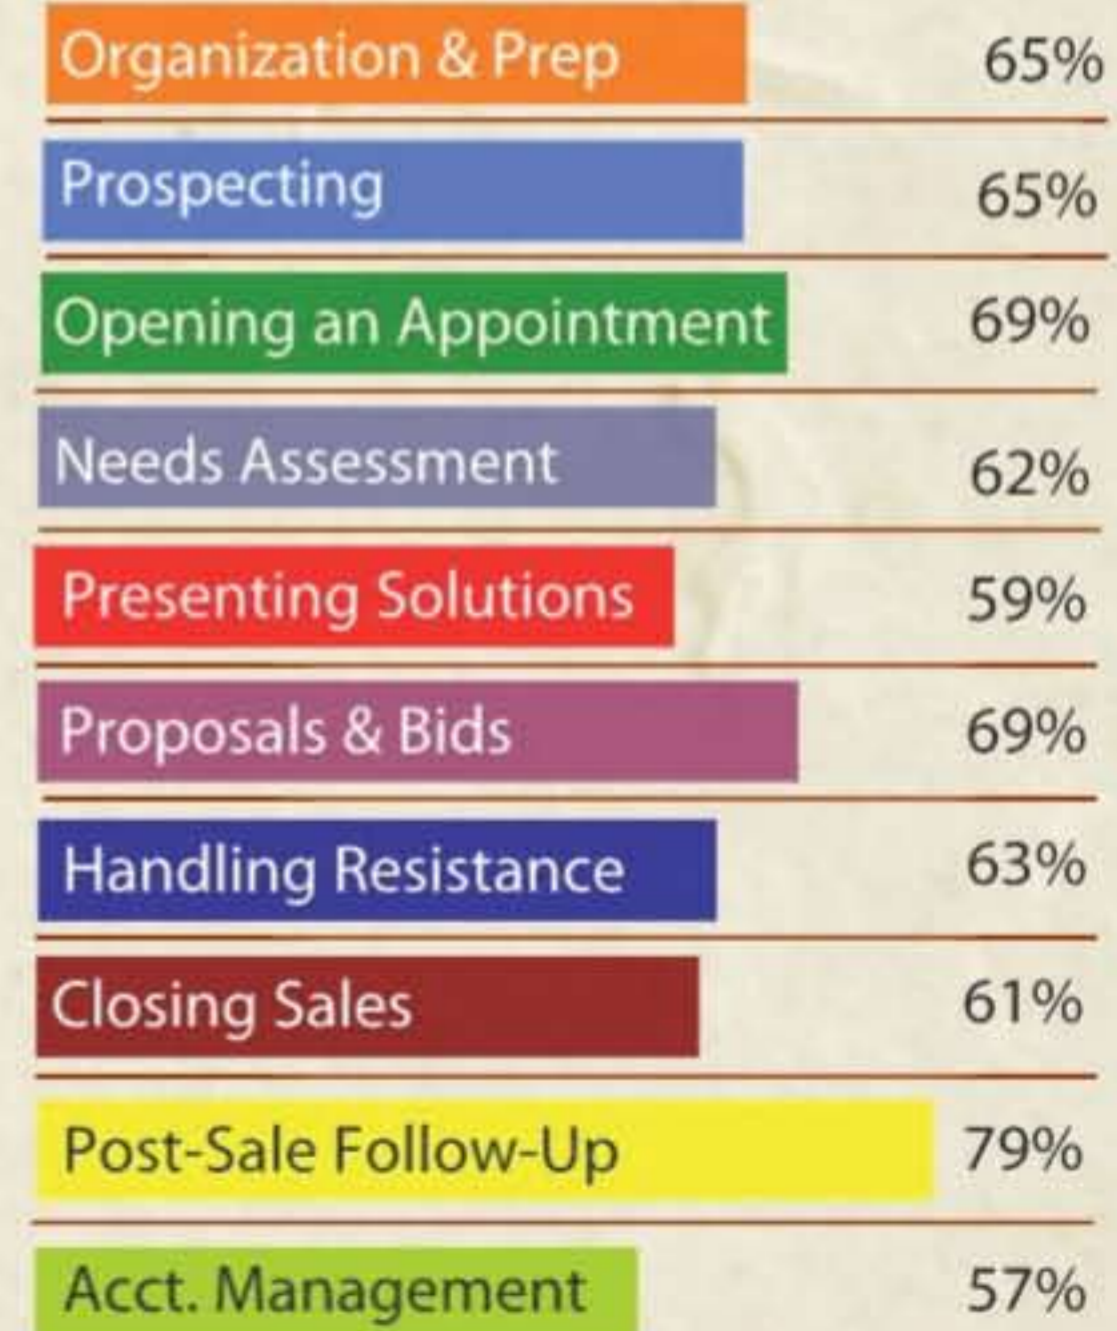 Organization & Prep 65%
Prospecting 65%
Opening an Appointment 69%
Needs Assessment 62%
Presenting Solutions 59%
Proposals & Bids 69%
Handling Resistance 63%
Closing Sales 61%
Post-Sale Follow-Up 79%
Acct. Management 57%